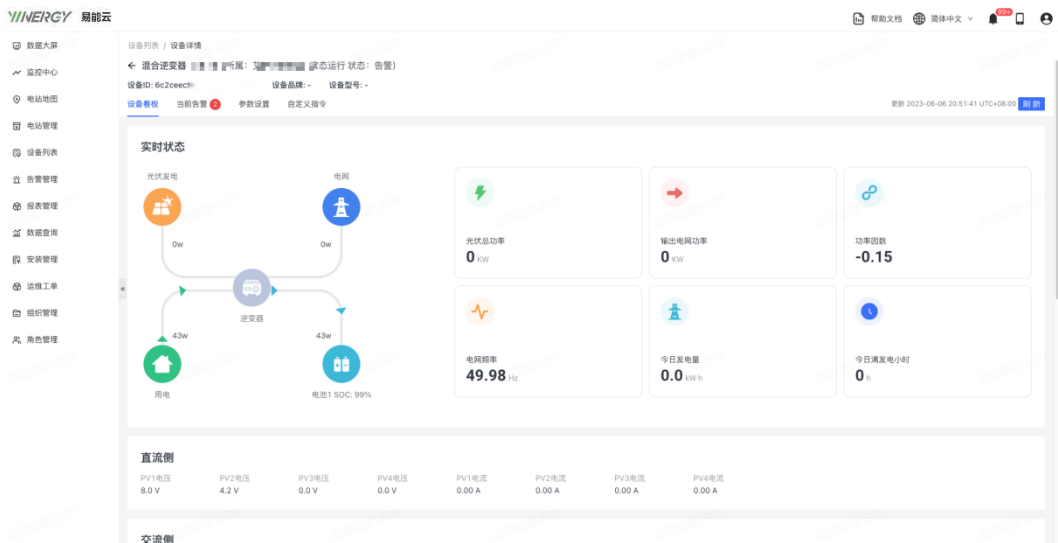 YINERGY 易能云
帮助文档 简体中文 99+
数据大屏
监控中心
电站地图
电站管理
设备列表
告警管理
报表管理
数据查询
安装管理
运维工单
组织管理
角色管理
设备列表 / 设备详情
← 混合逆变器 所属: 态运行 状态: 告警)
设备ID: 6c2ceec 设备品牌: - 设备型号: -
设备看板 当前告警 2 参数设置 自定义指令
更新 2023-06-06 20:51:41 UTC+08:00 刷 新
«
实时状态
光伏发电 电网
0w 0w
逆变器
43w 43w
用电 电池1 SOC: 99%
光伏总功率
0 KW
输出电网功率
0 KW
功率因数
-0.15
电网频率
49.98 Hz
今日发电量
0.0 kW·h
今日满发电小时
0 h
直流侧
PV1电压 PV2电压 PV3电压 PV4电压 PV1电流 PV2电流 PV3电流 PV4电流
8.0 V 4.2 V 0.0 V 0.0 V 0.00 A 0.00 A 0.00 A 0.00 A
交流侧